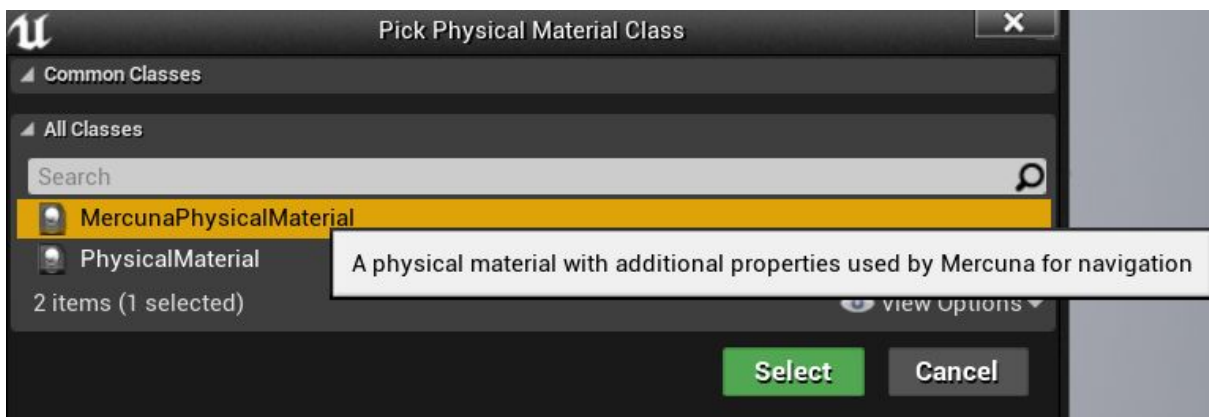 Pick Physical Material Class
Common Classes
All Classes
Search
MercunaPhysicalMaterial
PhysicalMaterial
A physical material with additional properties used by Mercuna for navigation
2 items (1 selected)
View Options
Select
Cancel